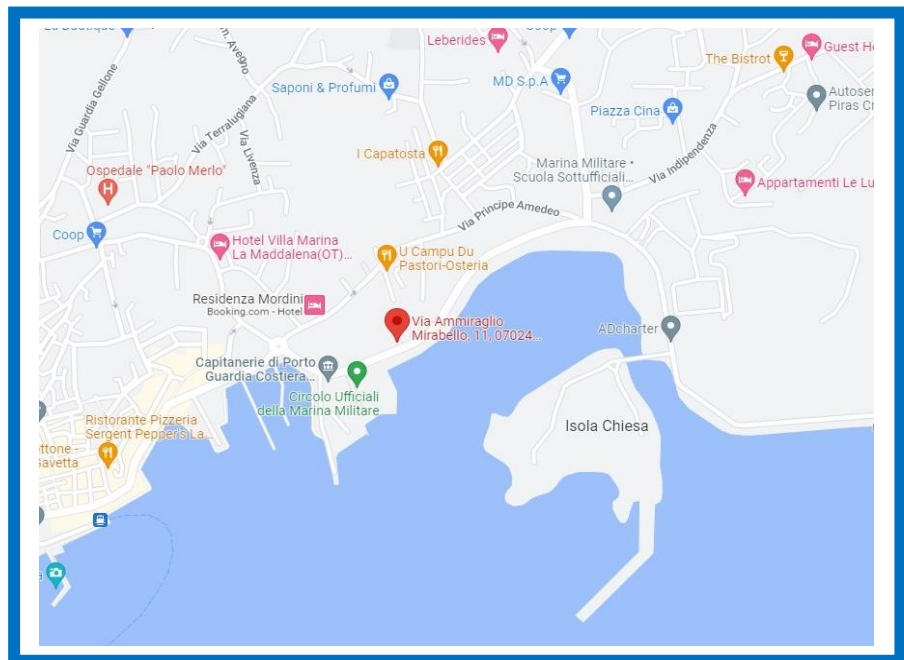 La Boutique
Coop
Leberides
m. Avegno
The Bistrot
Guest Ho
Via Guardia Gellone
Saponi & Profumi
MD S.p.A
Autoser
Piras Cr
Piazza Cina
Via Terralugiana
Via Livenza
I Capatosta
Via Indipendenza
Ospedale "Paolo Merlo"
Marina Militare •
Scuola Sottufficiali...
Appartamenti Le Lu
Via Principe Amedeo
Coop
Hotel Villa Marina
La Maddalena(OT)...
U Campu Du
Pastori-Osteria
Residenza Mordini
Booking.com - Hotel
Via Ammiraglio
Mirabello, 11, 07024...
ADcharter
Capitanerie di Porto
Guardia Costiera...
Circolo Ufficiali
della Marina Militare
Isola Chiesa
Ristorante Pizzeria
Sergent Pepper's La...
ttone -
Gavetta